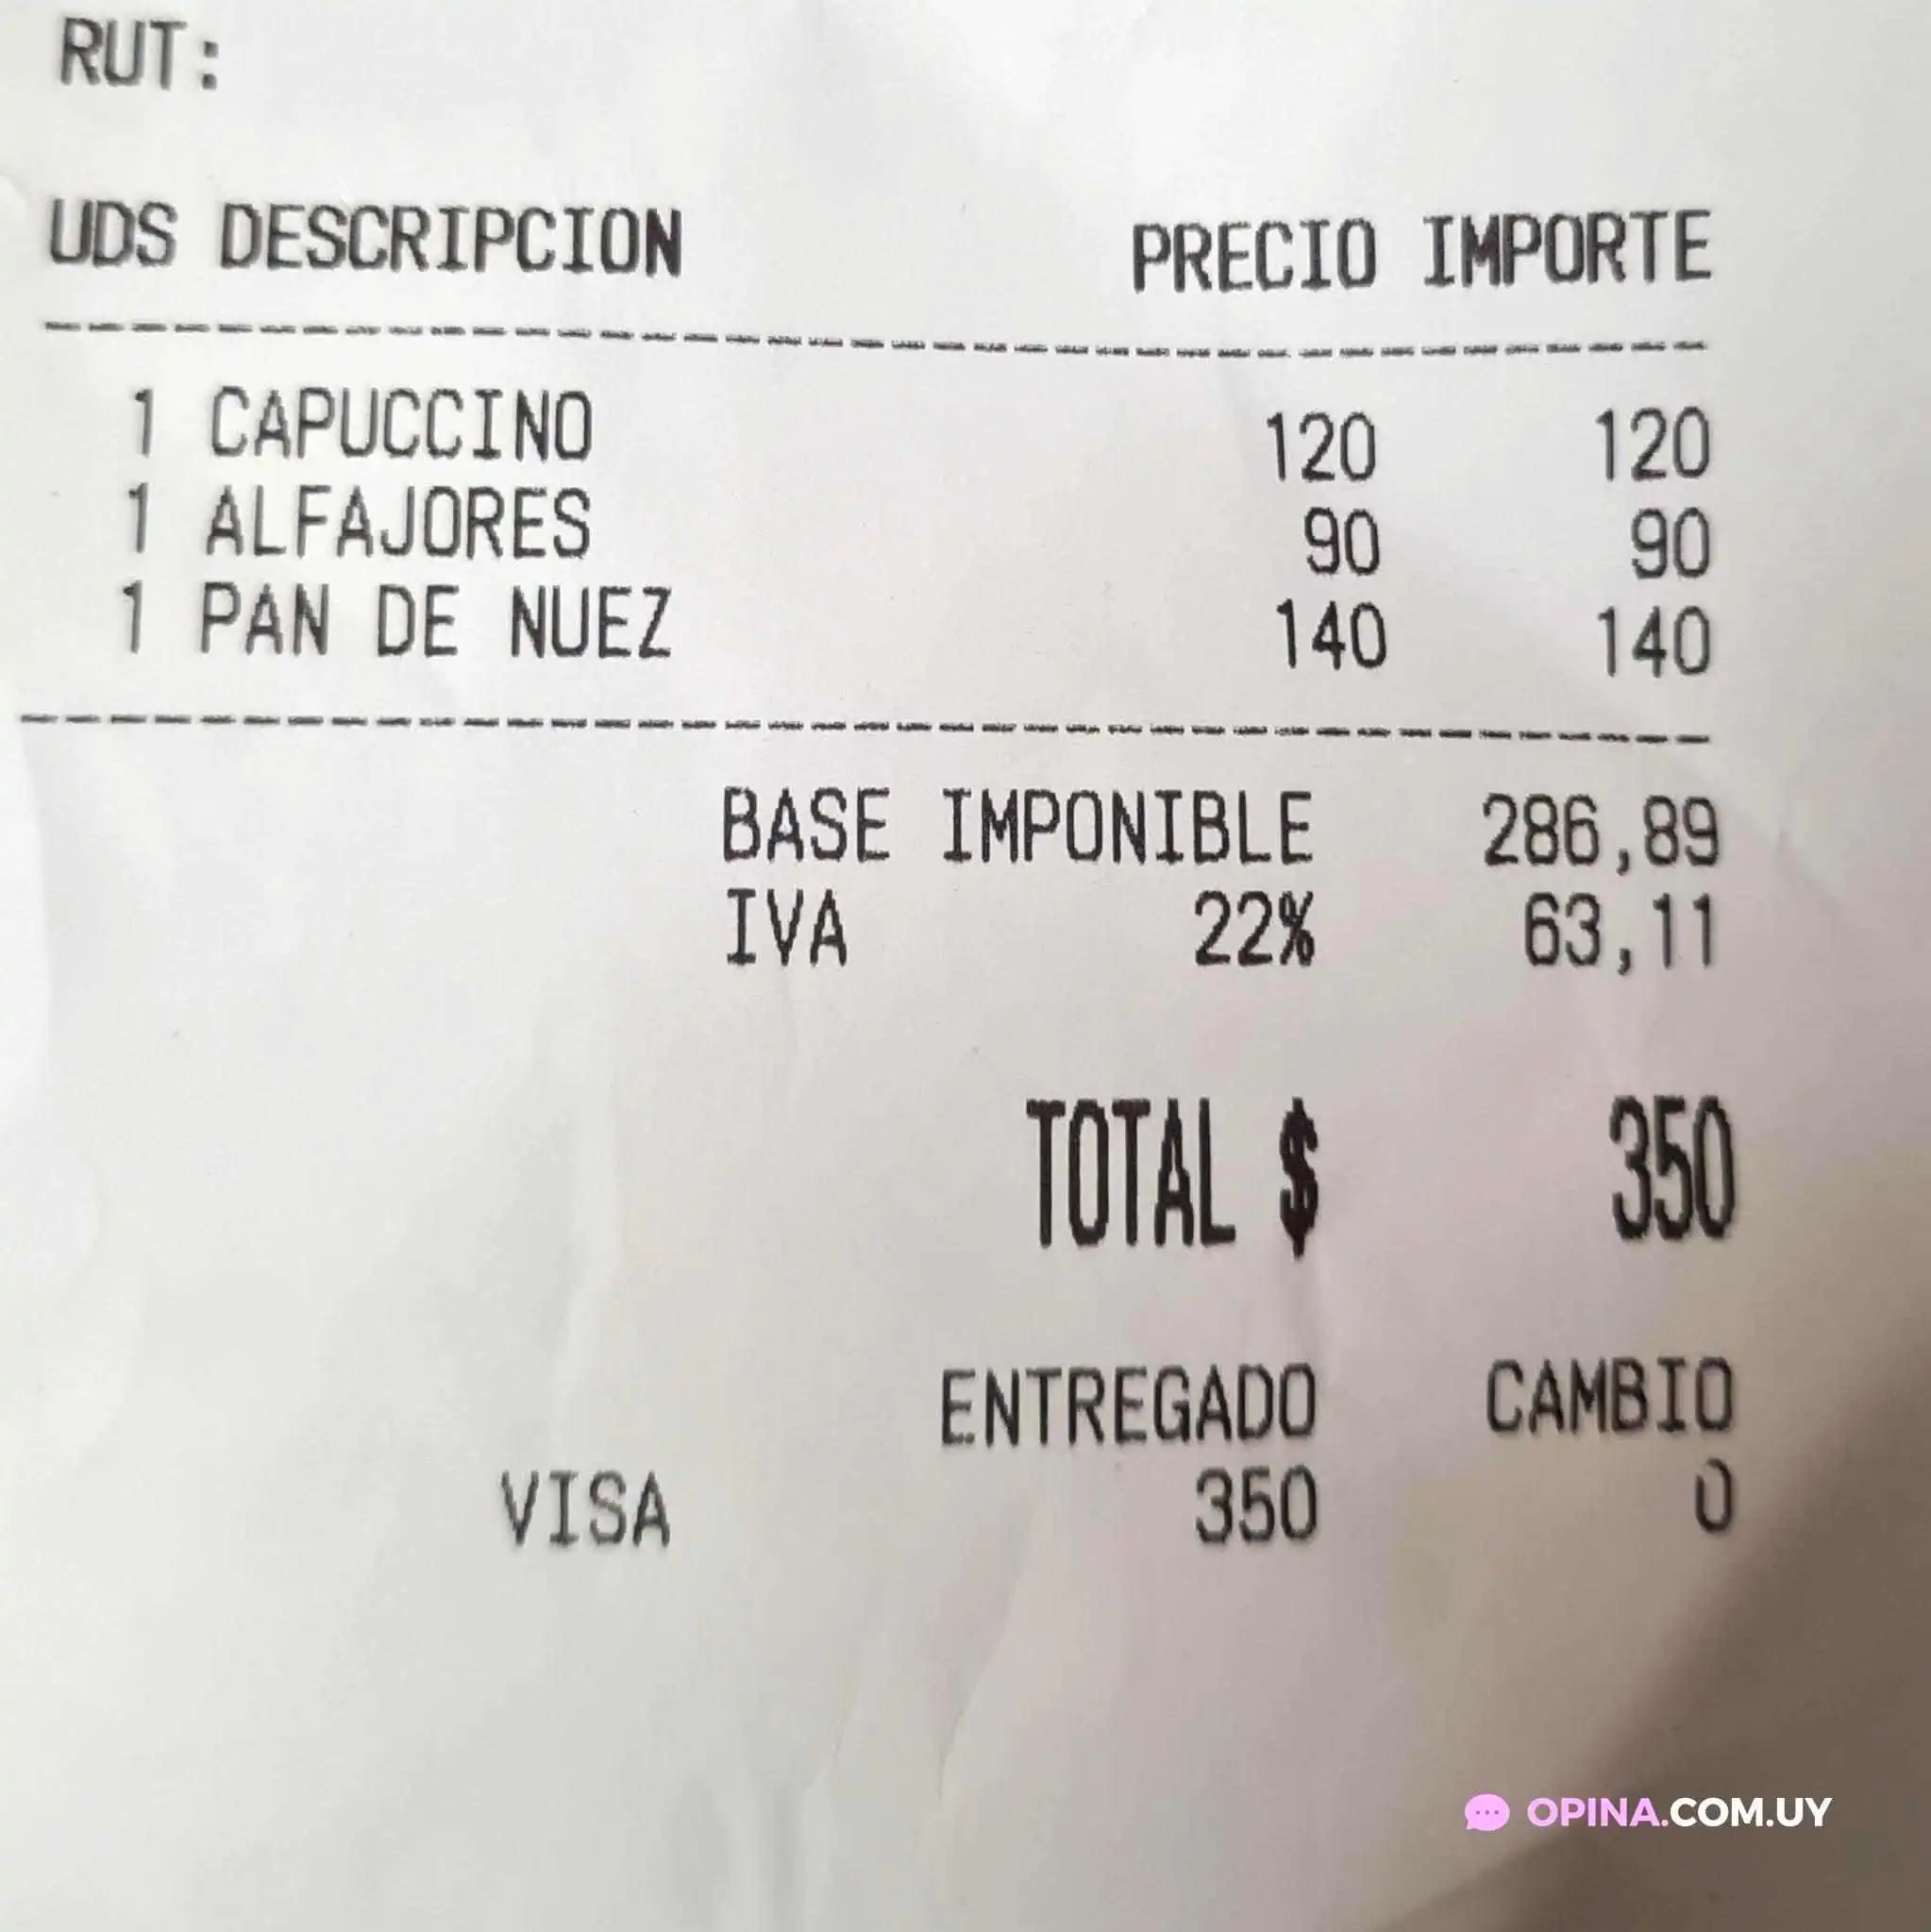 RUT:
UDS DESCRIPCION PRECIO IMPORTE
1 CAPUCCINO 120 120
1 ALFAJORES 90 90
1 PAN DE NUEZ 140 140
BASE IMPONIBLE 286,89
IVA 22% 63,11
TOTAL $ 350
ENTREGADO CAMBIO
VISA 350 0
OPINA.COM.UY